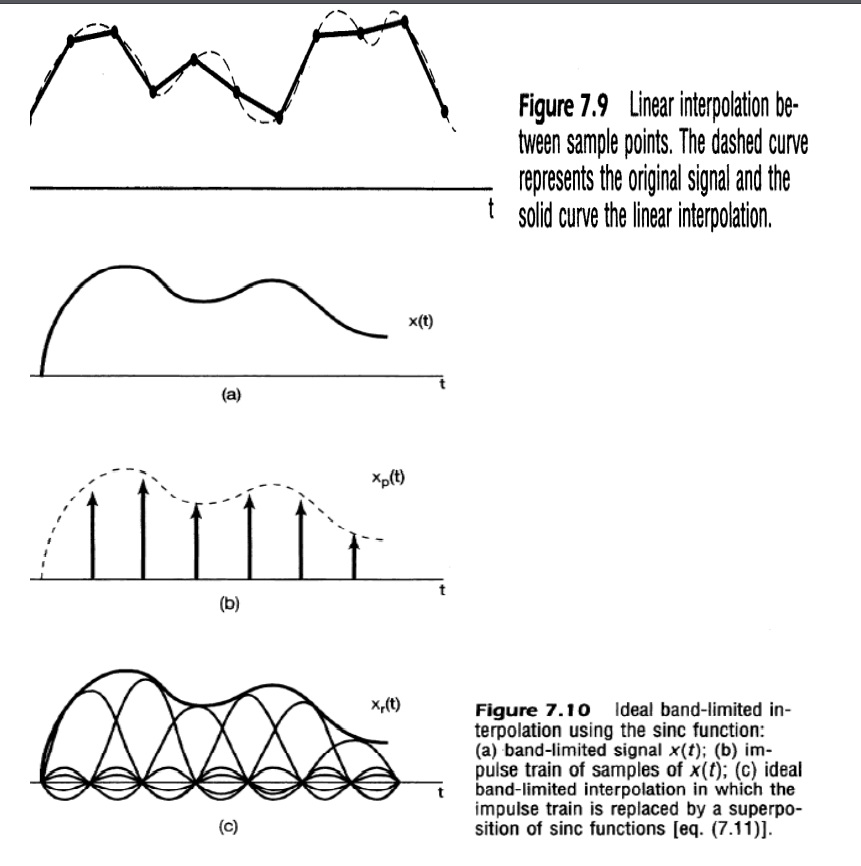 Figure 7.9 Linear interpolation be-
tween sample points. The dashed curve
represents the original signal and the
solid curve the linear interpolation.
t
x(t)
t
(a)
xp(t)
t
(b)
xr(t)
t
(c)
Figure 7.10 Ideal band-limited in-
terpolation using the sinc function:
(a) band-limited signal x(t); (b) im-
pulse train of samples of x(t); (c) ideal
band-limited interpolation in which the
impulse train is replaced by a superpo-
sition of sinc functions [eq. (7.11)].